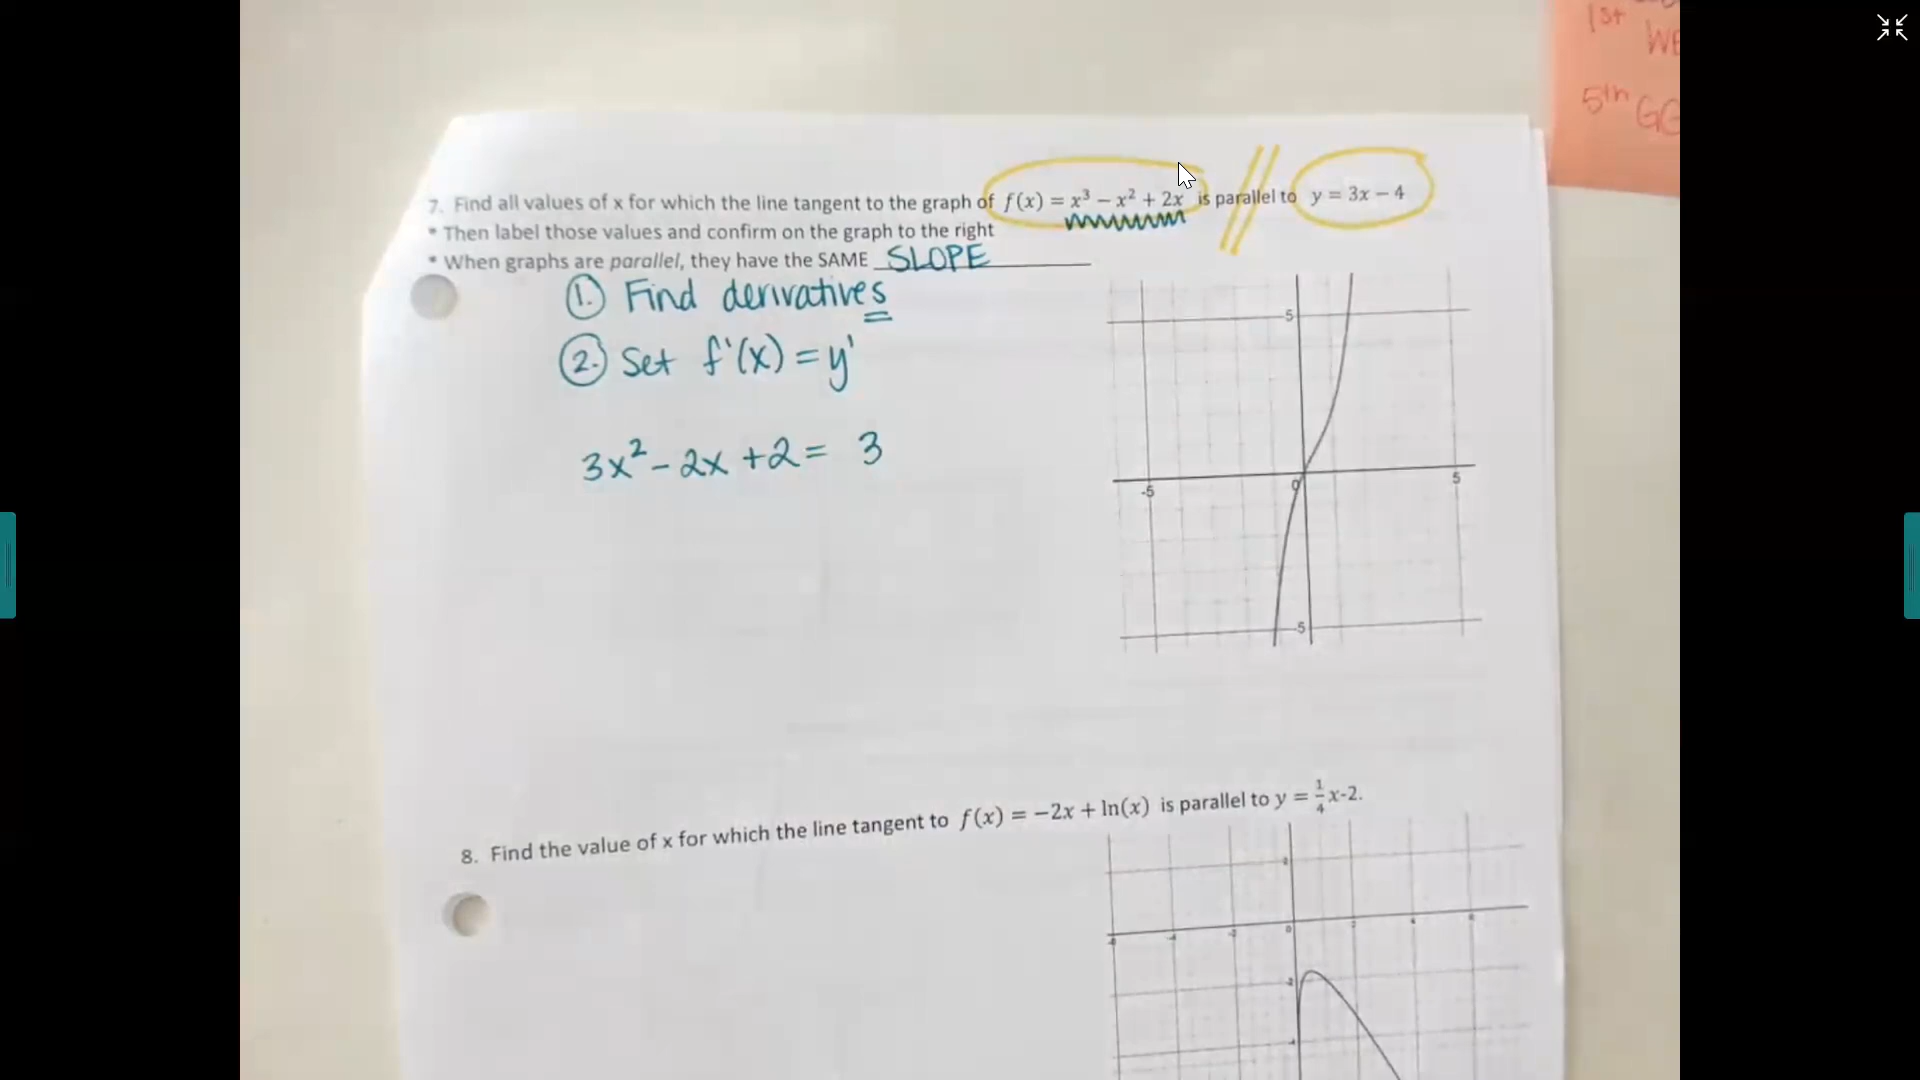 1st
WE
5th GG
7. Find all values of x for which the line tangent to the graph of f(x) = x³ − x² + 2x is parallel to y = 3x − 4
* Then label those values and confirm on the graph to the right
* When graphs are parallel, they have the SAME SLOPE
1. Find derivatives
2. Set f'(x) = y'
3x² − 2x + 2 = 3
5
-5
0
5
-5
8. Find the value of x for which the line tangent to f(x) = −2x + ln(x) is parallel to y = 1/4 x-2.